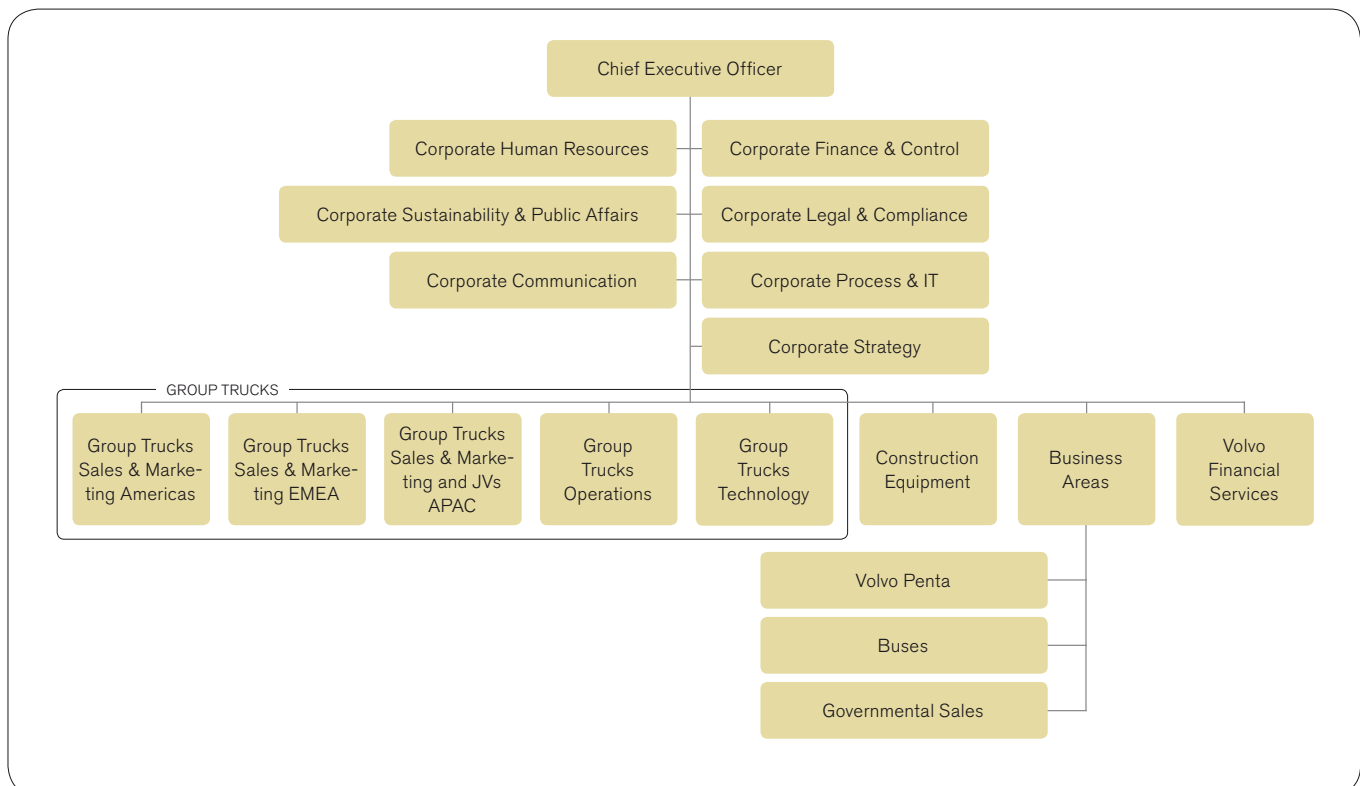 Chief Executive Officer
Corporate Human Resources
Corporate Finance & Control
Corporate Sustainability & Public Affairs
Corporate Legal & Compliance
Corporate Communication
Corporate Process & IT
Corporate Strategy
GROUP TRUCKS
Group Trucks
Sales & Marke-
ting Americas
Group Trucks
Sales & Marke-
ting EMEA
Group Trucks
Sales & Marke-
ting and JVs
APAC
Group
Trucks
Operations
Group
Trucks
Technology
Construction
Equipment
Business
Areas
Volvo
Financial
Services
Volvo Penta
Buses
Governmental Sales